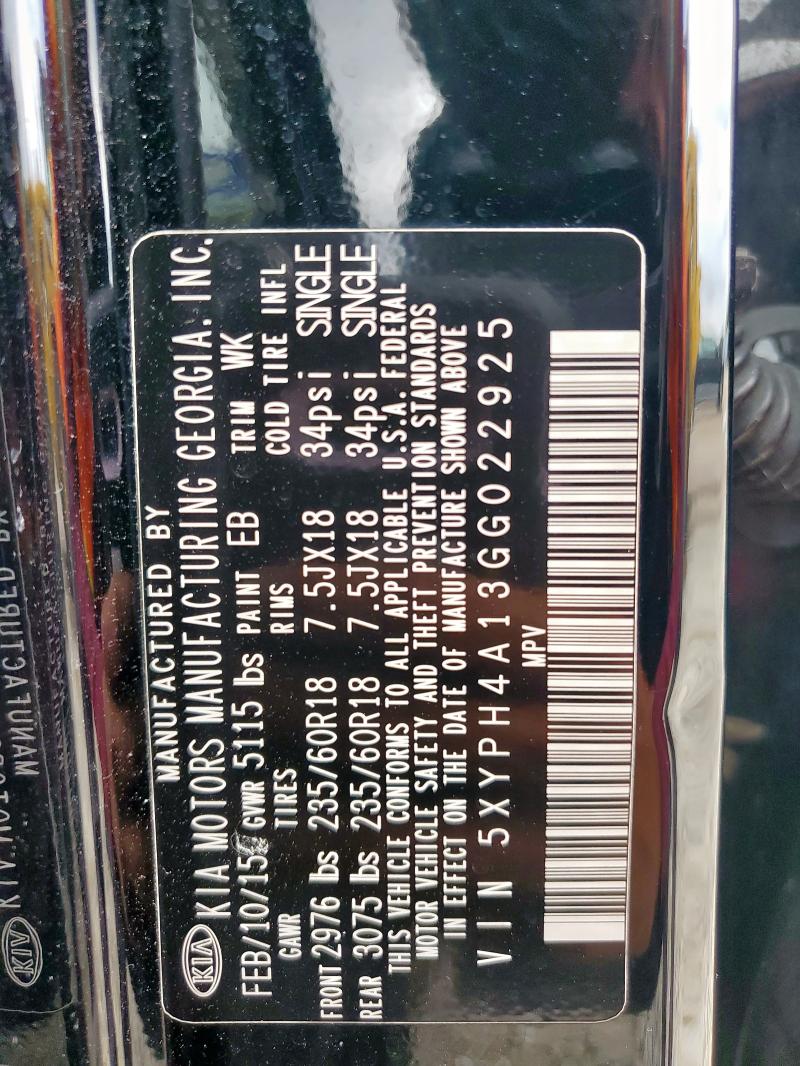 MANUFACTURED BY
KIA KIA MOTORS MANUFACTURING GEORGIA. INC.
FEB/10/15 GVWR 5115 lbs PAINT EB TRIM WK
GAWR TIRES RIMS COLD TIRE INFL
FRONT 2976 lbs 235/60R18 7.5JX18 34psi SINGLE
REAR 3075 lbs 235/60R18 7.5JX18 34psi SINGLE
THIS VEHICLE CONFORMS TO ALL APPLICABLE U.S.A. FEDERAL
MOTOR VEHICLE SAFETY AND THEFT PREVENTION STANDARDS
IN EFFECT ON THE DATE OF MANUFACTURE SHOWN ABOVE
VIN 5XYPH4A13GG022925
MPV